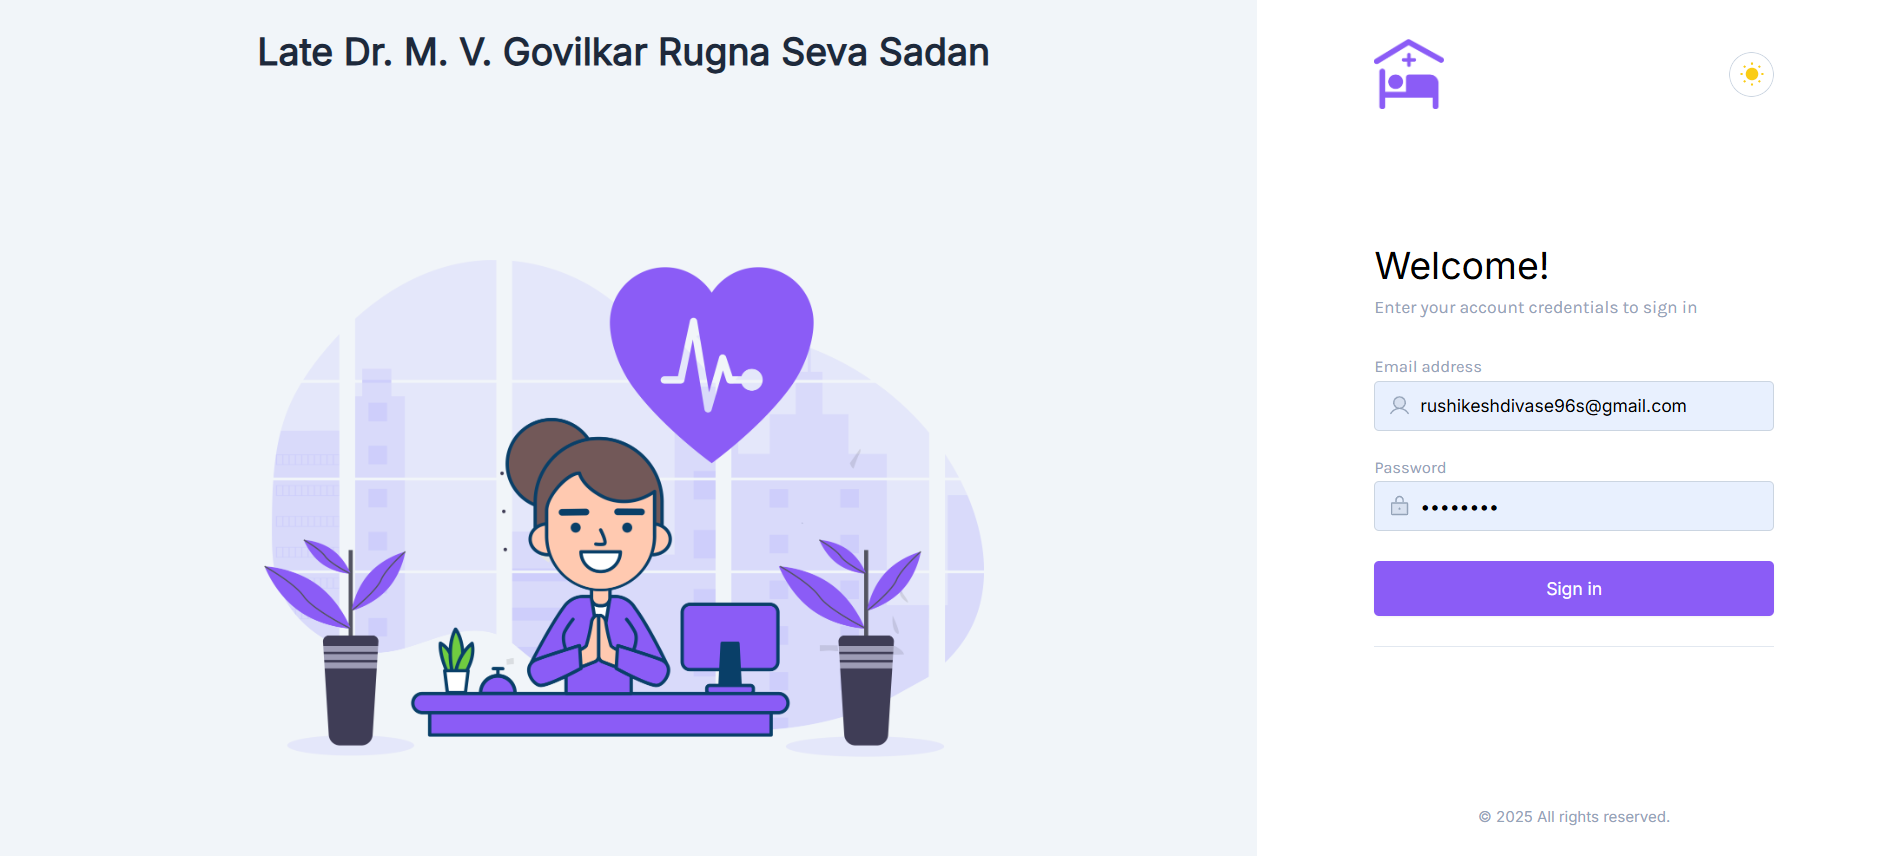 Late Dr. M. V. Govilkar Rugna Seva Sadan
Welcome!
Enter your account credentials to sign in
Email address
rushikeshdivase96s@gmail.com
Password
••••••••
Sign in
© 2025 All rights reserved.